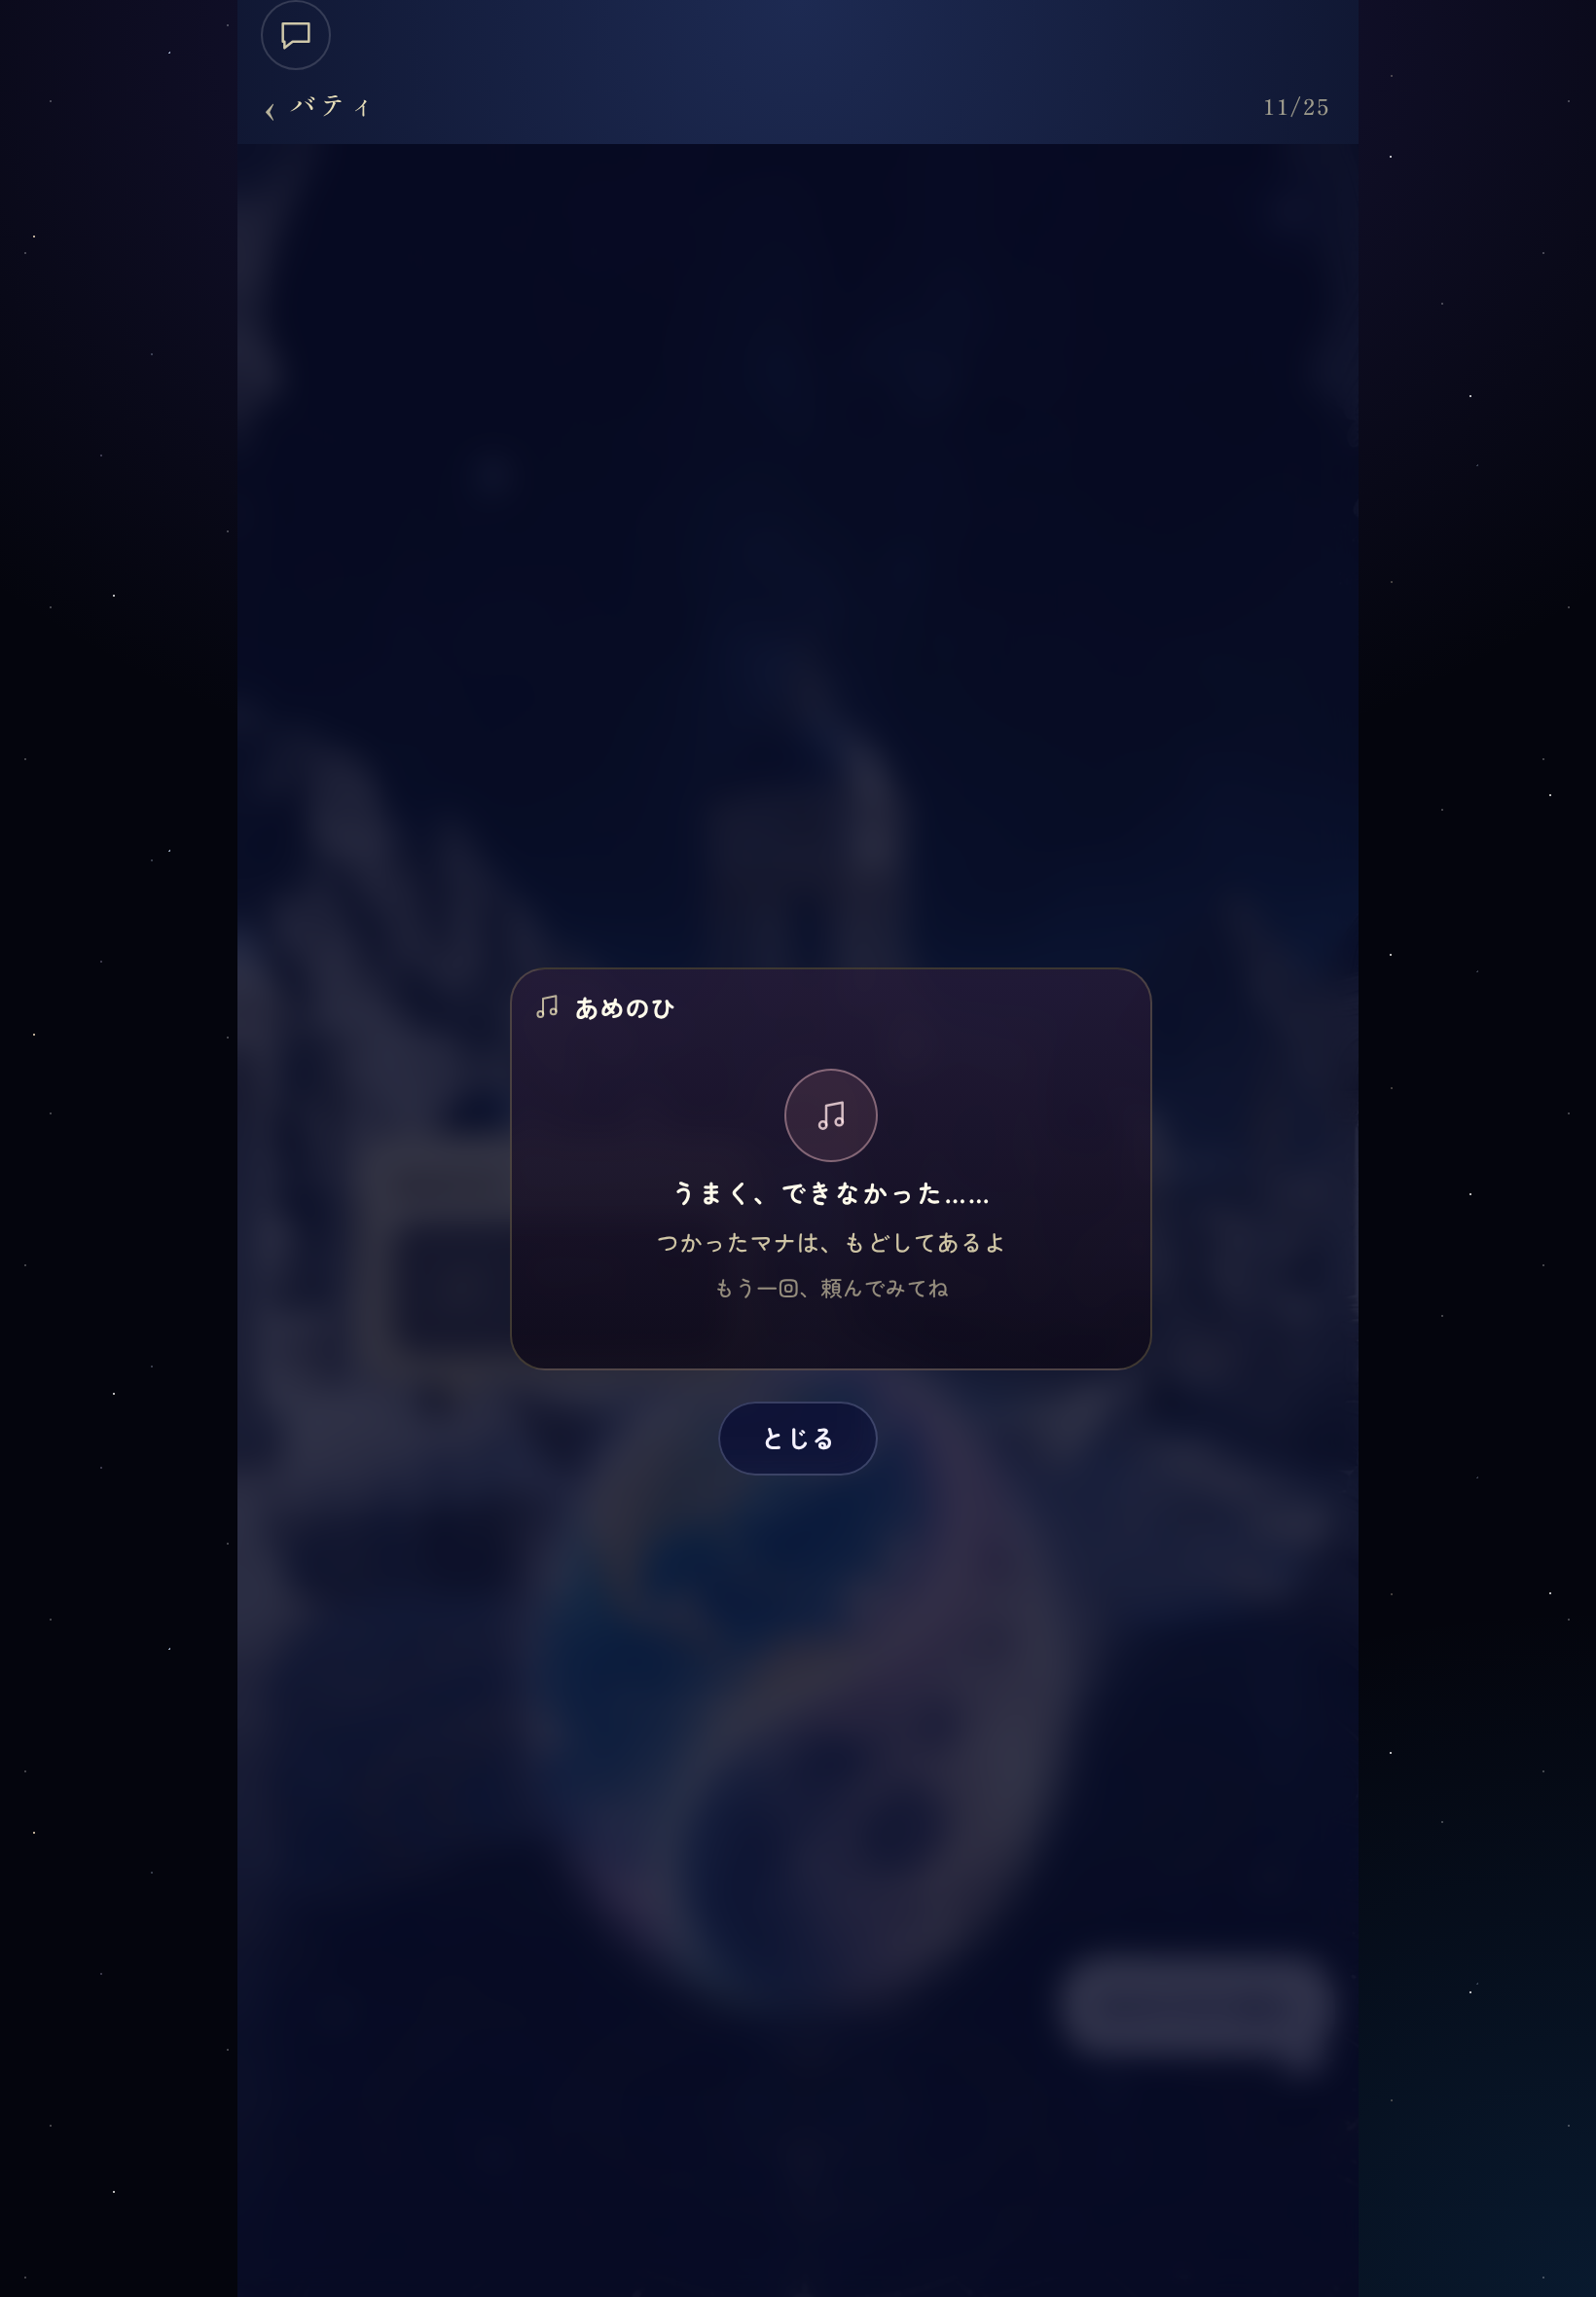 バティ
11/25
あめのひ
うまく、できなかった……
つかったマナは、もどしてあるよ
もう一回、頼んでみてね
とじる